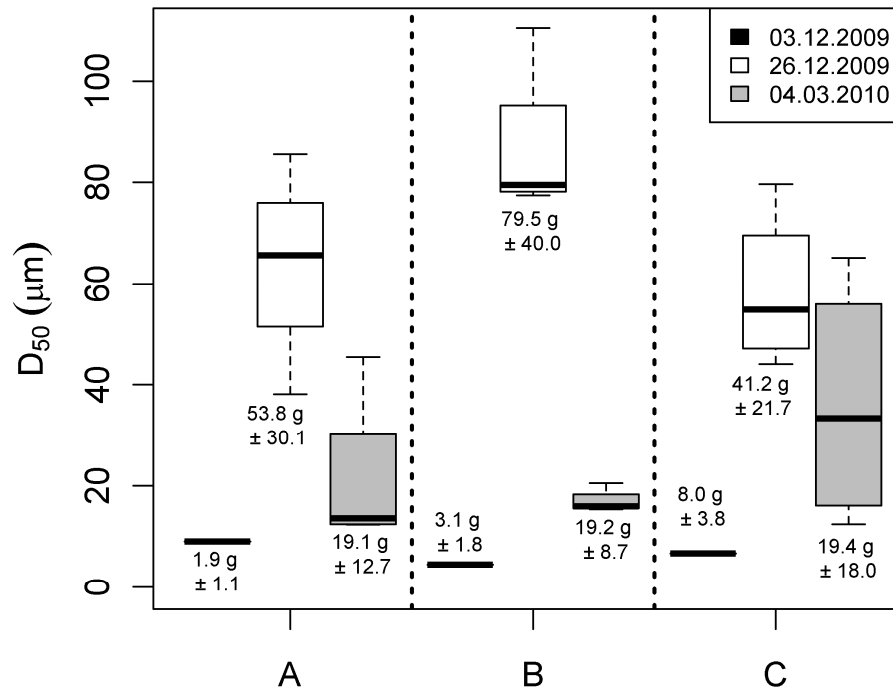 D50 (μm)
100
80
60
40
20
0
03.12.2009
26.12.2009
04.03.2010
53.8 g
± 30.1
1.9 g
± 1.1
19.1 g
± 12.7
79.5 g
± 40.0
3.1 g
± 1.8
19.2 g
± 8.7
41.2 g
± 21.7
8.0 g
± 3.8
19.4 g
± 18.0
A
B
C